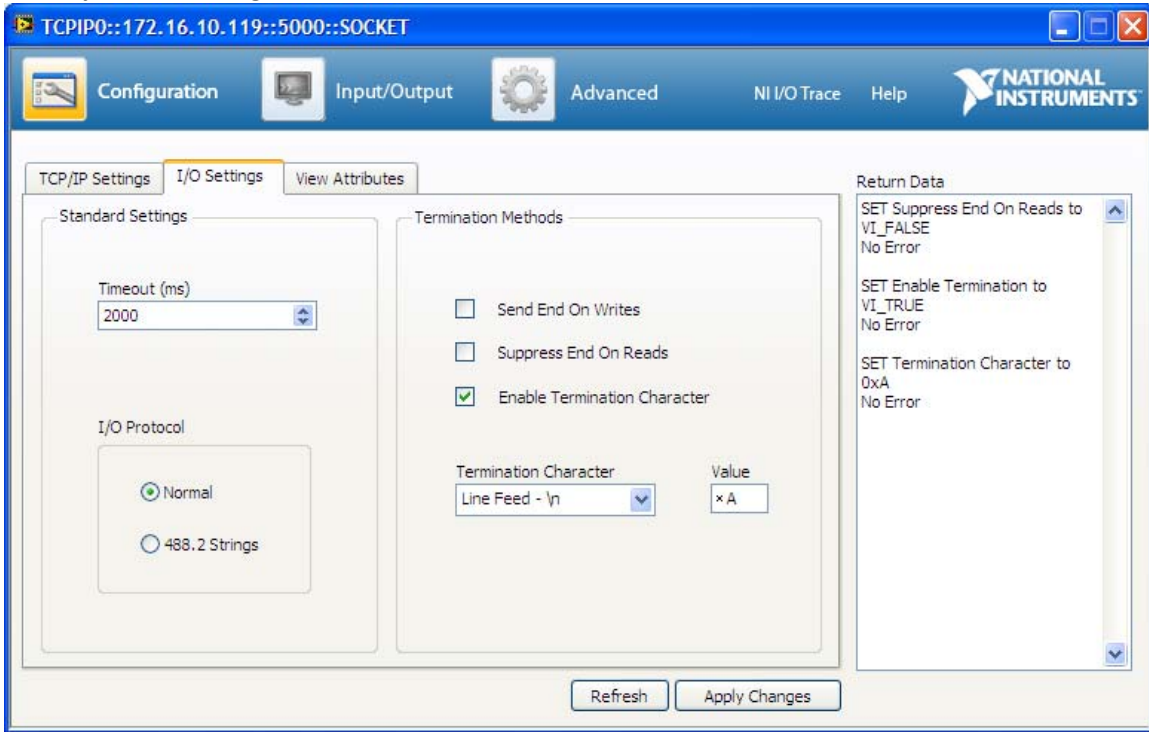 TCPIP0::172.16.10.119::5000::SOCKET
Configuration Input/Output Advanced NI I/O Trace Help NATIONAL INSTRUMENTS
TCP/IP Settings I/O Settings View Attributes
Return Data
SET Suppress End On Reads to
VI_FALSE
No Error
SET Enable Termination to
VI_TRUE
No Error
SET Termination Character to
0xA
No Error
Standard Settings
Timeout (ms)
2000
I/O Protocol
Normal
488.2 Strings
Termination Methods
Send End On Writes
Suppress End On Reads
Enable Termination Character
Termination Character Value
Line Feed - \n ×A
Refresh Apply Changes